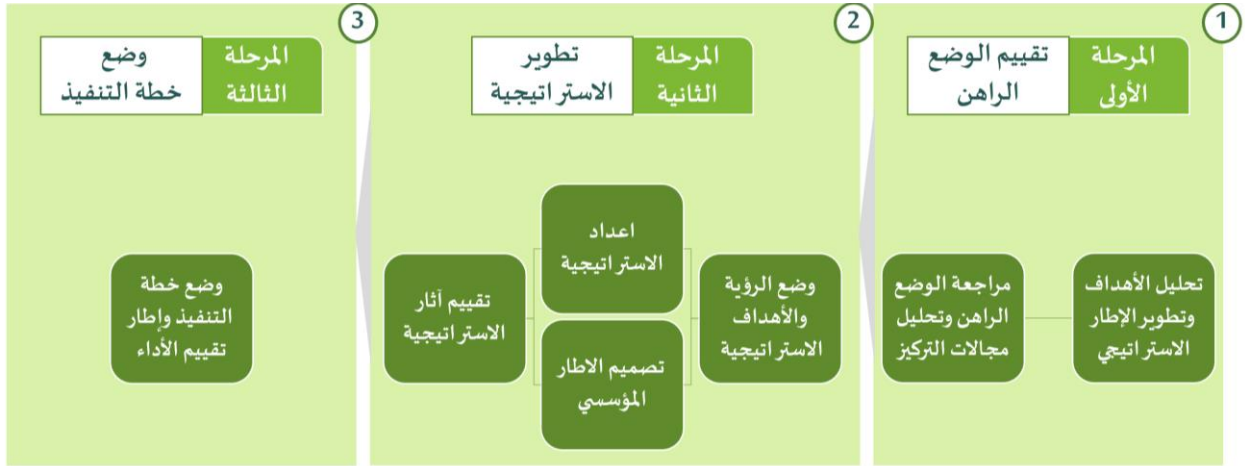 1
المرحلة
الأولى
تقييم الوضع
الراهن
تحليل الأهداف
وتطوير الإطار
الاستراتيجي
مراجعة الوضع
الراهن وتحليل
مجالات التركيز
2
المرحلة
الثانية
تطوير
الاستراتيجية
وضع الرؤية
والأهداف
الاستراتيجية
اعداد
الاستراتيجية
تصميم الاطار
المؤسسي
تقييم آثار
الاستراتيجية
3
المرحلة
الثالثة
وضع
خطة التنفيذ
وضع خطة
التنفيذ وإطار
تقييم الأداء